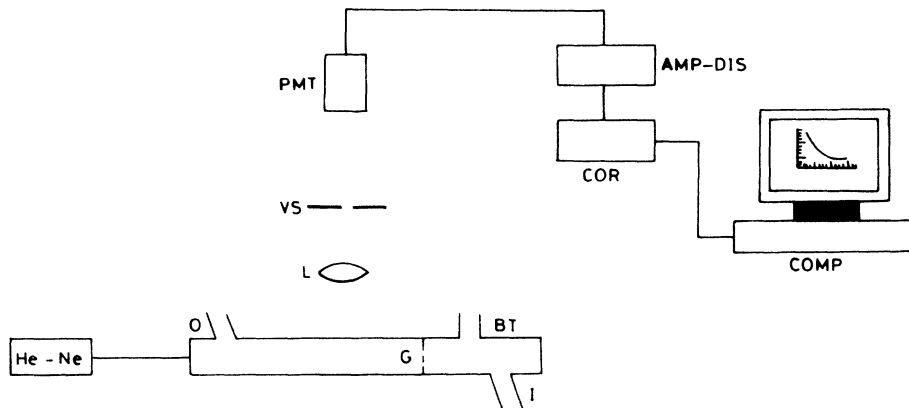 PMT
AMP-DIS
COR
VS
COMP
L
O
BT
He - Ne
G
I